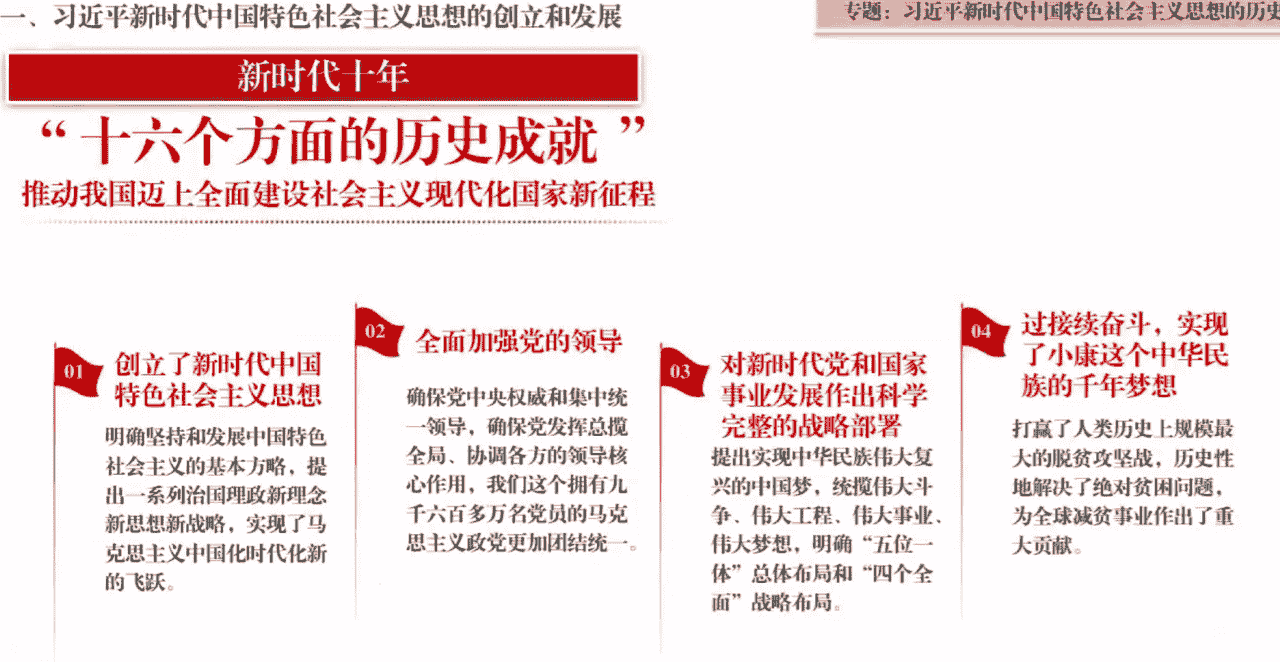 一、习近平新时代中国特色社会主义思想的创立和发展
专题：习近平新时代中国特色社会主义思想的历史
新时代十年
“十六个方面的历史成就”
推动我国迈上全面建设社会主义现代化国家新征程
01
创立了新时代中国
特色社会主义思想
明确坚持和发展中国特色
社会主义的基本方略，提
出一系列治国理政新理念
新思想新战略，实现了马
克思主义中国化时代化新
的飞跃。
02
全面加强党的领导
确保党中央权威和集中统
一领导，确保党发挥总揽
全局、协调各方的领导核
心作用，我们这个拥有九
千六百多万名党员的马克
思主义政党更加团结统一。
03
对新时代党和国家
事业发展作出科学
完整的战略部署
提出实现中华民族伟大复
兴的中国梦，统揽伟大斗
争、伟大工程、伟大事业、
伟大梦想，明确“五位一
体”总体布局和“四个全
面”战略布局。
04
过接续奋斗，实现
了小康这个中华民
族的千年梦想
打赢了人类历史上规模最
大的脱贫攻坚战，历史性
地解决了绝对贫困问题，
为全球减贫事业作出了重
大贡献。